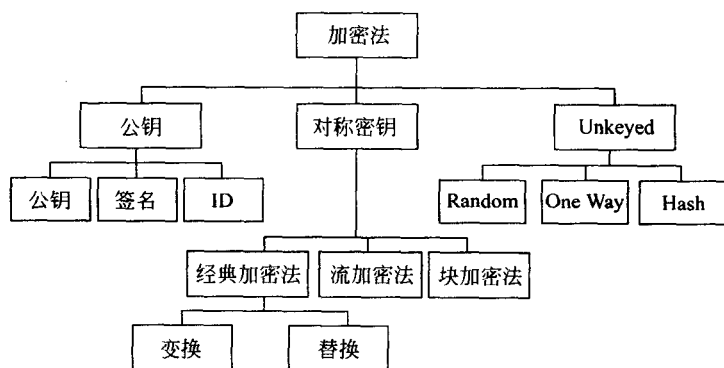 加密法
公钥
对称密钥
Unkeyed
公钥
签名
ID
Random
One Way
Hash
经典加密法
流加密法
块加密法
变换
替换